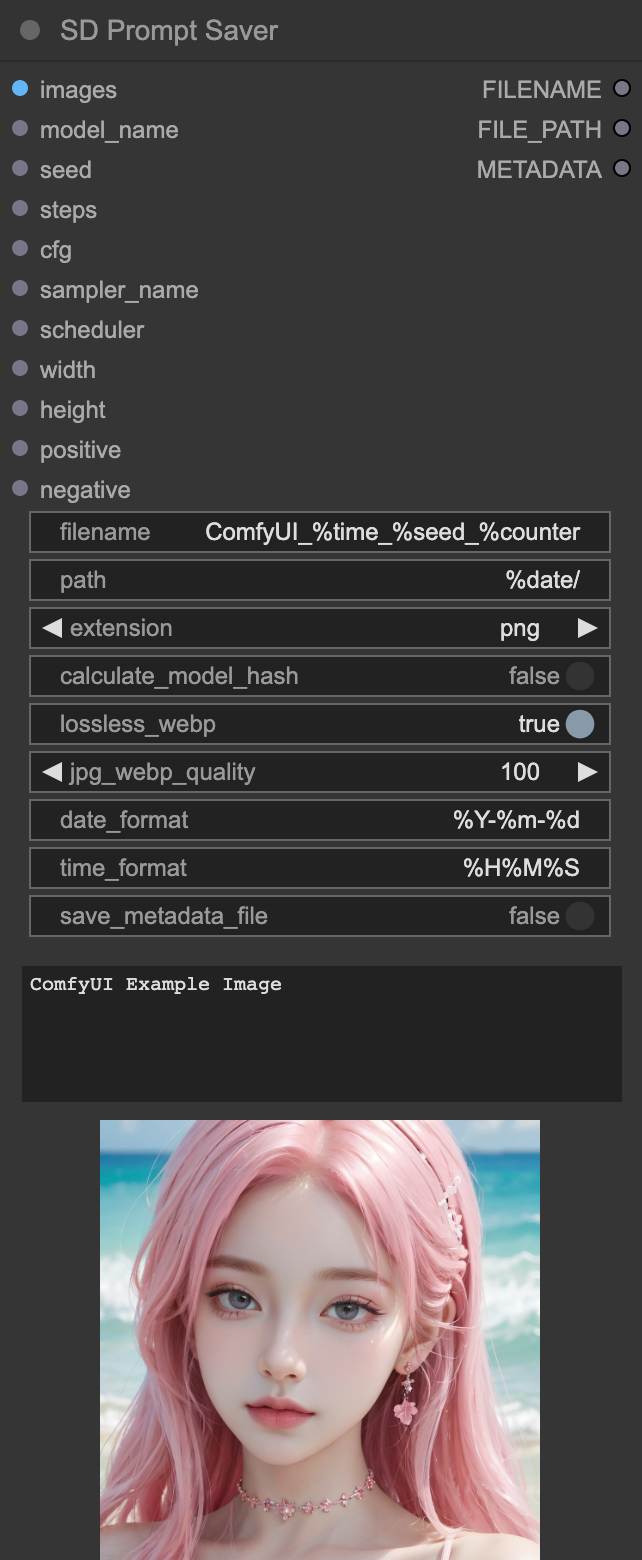 SD Prompt Saver
images FILENAME
model_name FILE_PATH
seed METADATA
steps
cfg
sampler_name
scheduler
width
height
positive
negative
filename ComfyUI_%time_%seed_%counter
path %date/
extension png
calculate_model_hash false
lossless_webp true
jpg_webp_quality 100
date_format %Y-%m-%d
time_format %H%M%S
save_metadata_file false
ComfyUI Example Image